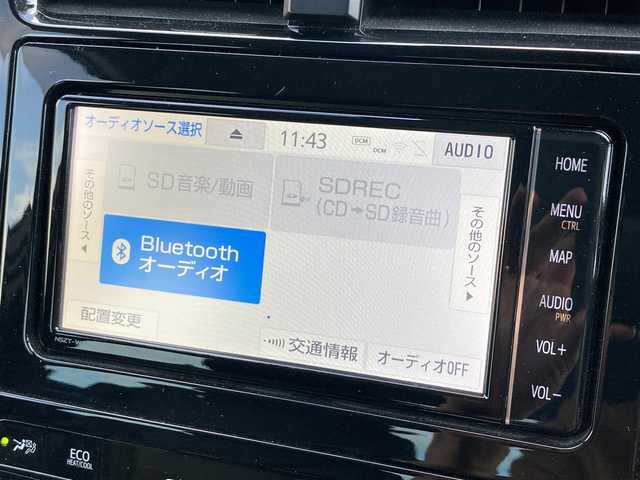 オーディオソース選択
11:43
DCM
DCM
AUDIO
その他のソース◀
SD音楽/動画
SDREC
(CD➔SD録音曲)
その他のソース▶
Bluetooth
オーディオ
配置変更
交通情報
オーディオOFF
HOME
MENU
CTRL
MAP
AUDIO
PWR
VOL+
VOL-
ECO
HEAT/COOL